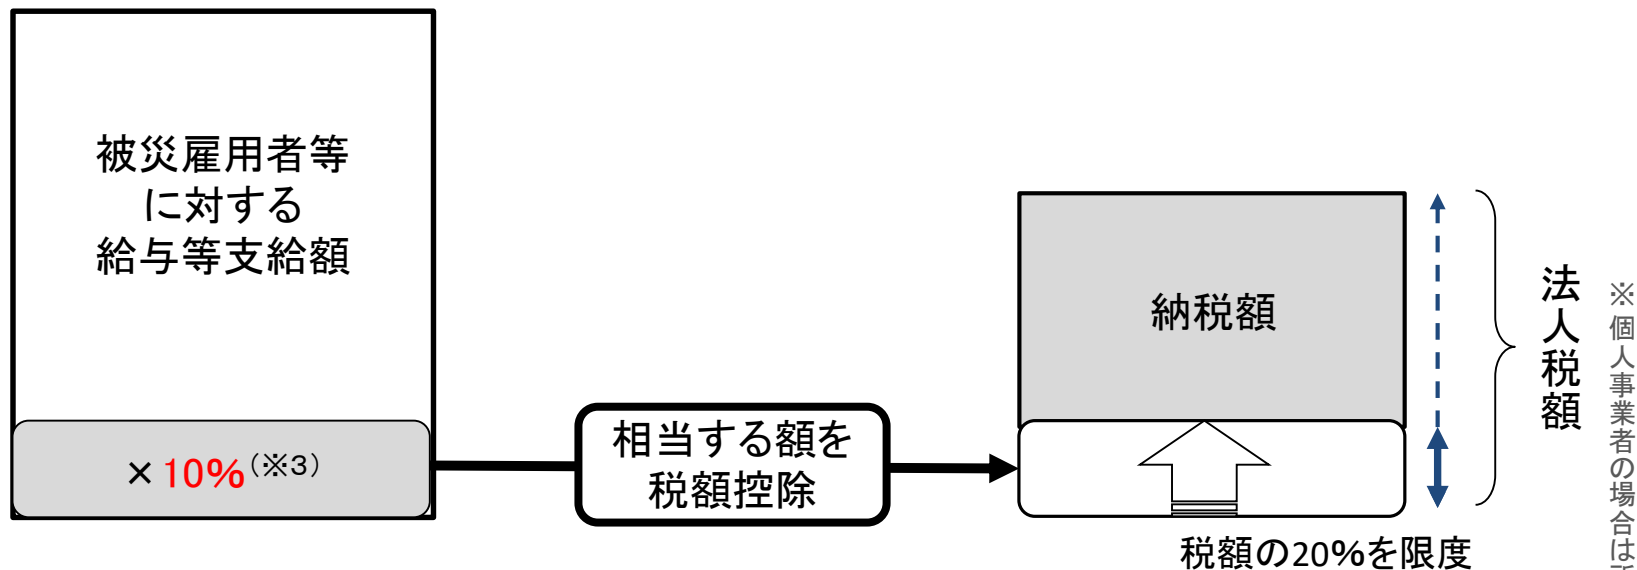 被災雇用者等
に対する
給与等支給額
×10%（※3）
相当する額を
税額控除
納税額
税額の20%を限度
法人税額
※個人事業者の場合は